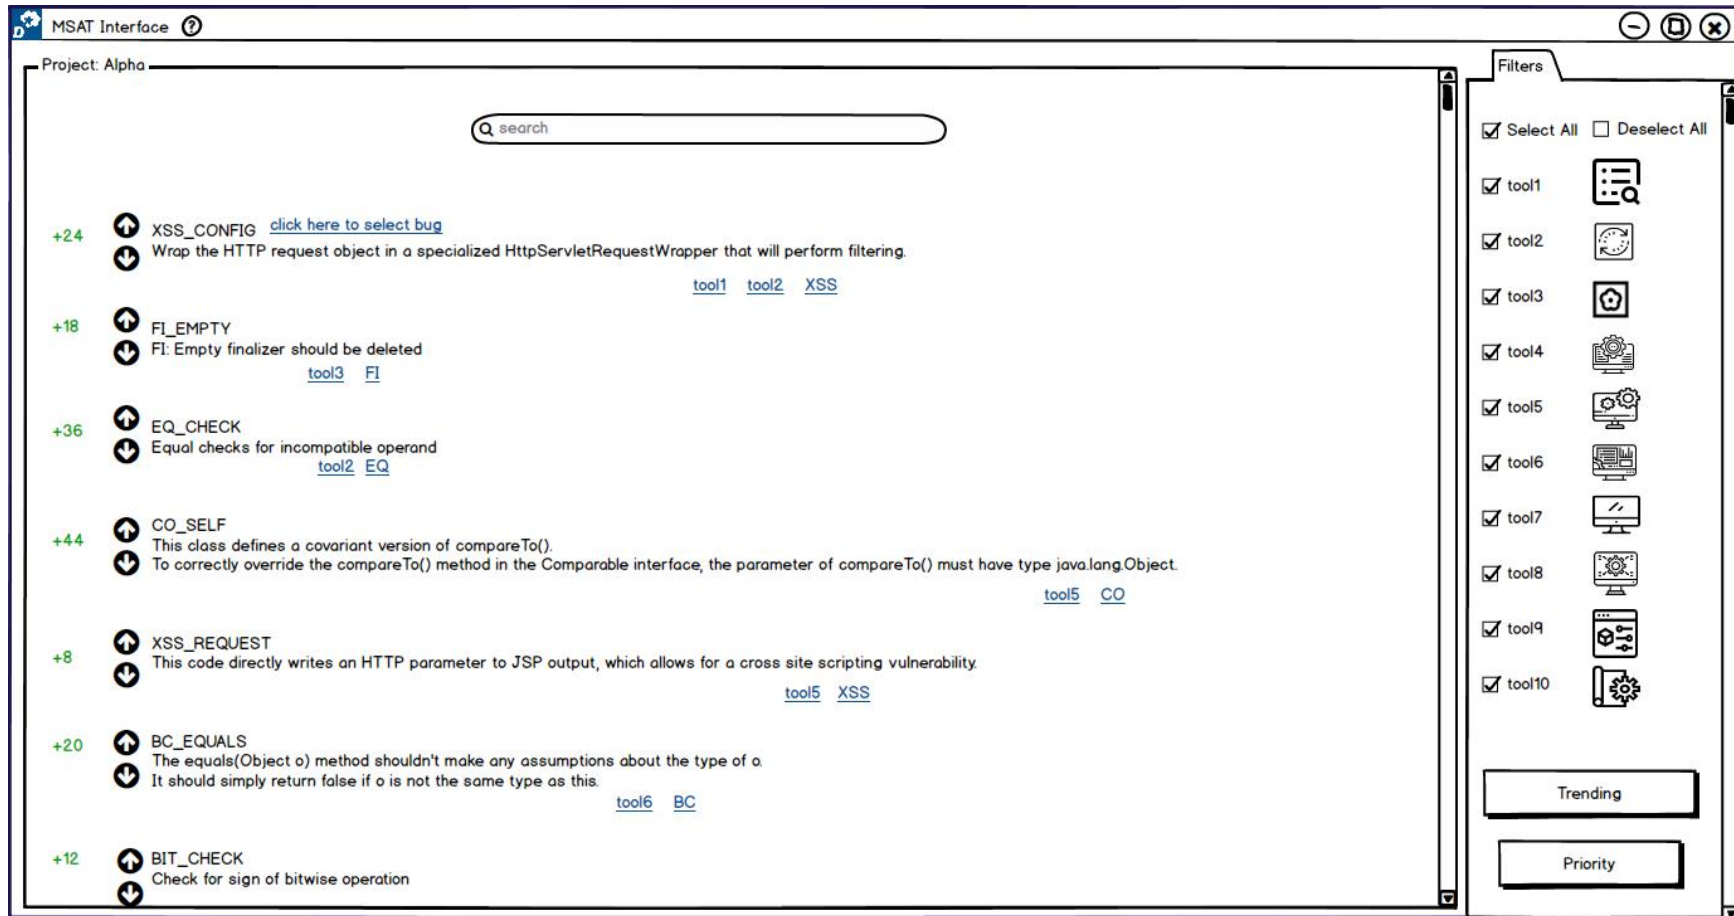 D MSAT Interface ?
Project: Alpha
search
+24
XSS_CONFIG click here to select bug
Wrap the HTTP request object in a specialized HttpServletRequestWrapper that will perform filtering.
tool1 tool2 XSS
+18
FI_EMPTY
FI: Empty finalizer should be deleted
tool3 FI
+36
EQ_CHECK
Equal checks for incompatible operand
tool2 EQ
+44
CO_SELF
This class defines a covariant version of compareTo().
To correctly override the compareTo() method in the Comparable interface, the parameter of compareTo() must have type java.lang.Object.
tool5 CO
+8
XSS_REQUEST
This code directly writes an HTTP parameter to JSP output, which allows for a cross site scripting vulnerability.
tool5 XSS
+20
BC_EQUALS
The equals(Object o) method shouldn't make any assumptions about the type of o.
It should simply return false if o is not the same type as this.
tool6 BC
+12
BIT_CHECK
Check for sign of bitwise operation
Filters
Select All Deselect All
tool1
tool2
tool3
tool4
tool5
tool6
tool7
tool8
tool9
tool10
Trending
Priority